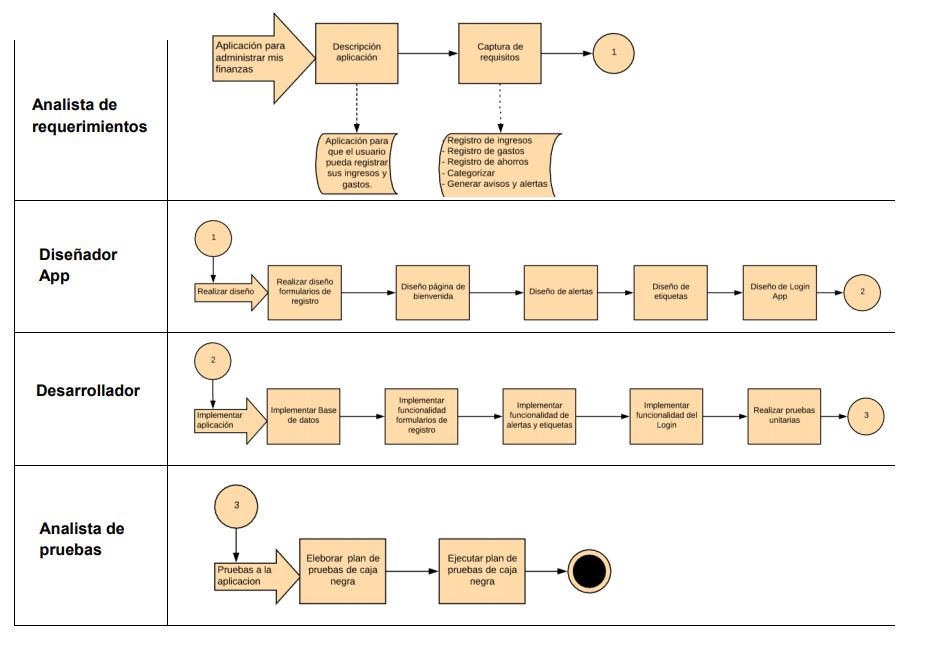 Analista de
requerimientos
Aplicación para
administrar mis
finanzas
Descripción
aplicación
Captura de
requisitos
1
Aplicación para
que el usuario
pueda registrar
sus ingresos y
gastos.
- Registro de ingresos
- Registro de gastos
- Registro de ahorros
- Categorizar
- Generar avisos y alertas
Diseñador
App
1
Realizar diseño
Realizar diseño
formularios de
registro
Diseño página de
bienvenida
Diseño de alertas
Diseño de
etiquetas
Diseño de Login
App
2
Desarrollador
2
Implementar
aplicación
Implementar Base
de datos
Implementar
funcionalidad
formularios de
registro
Implementar
funcionalidad de
alertas y etiquetas
Implementar
funcionalidad del
Login
Realizar pruebas
unitarias
3
Analista de
pruebas
3
Pruebas a la
aplicacion
Eleborar plan de
pruebas de caja
negra
Ejecutar plan de
pruebas de caja
negra